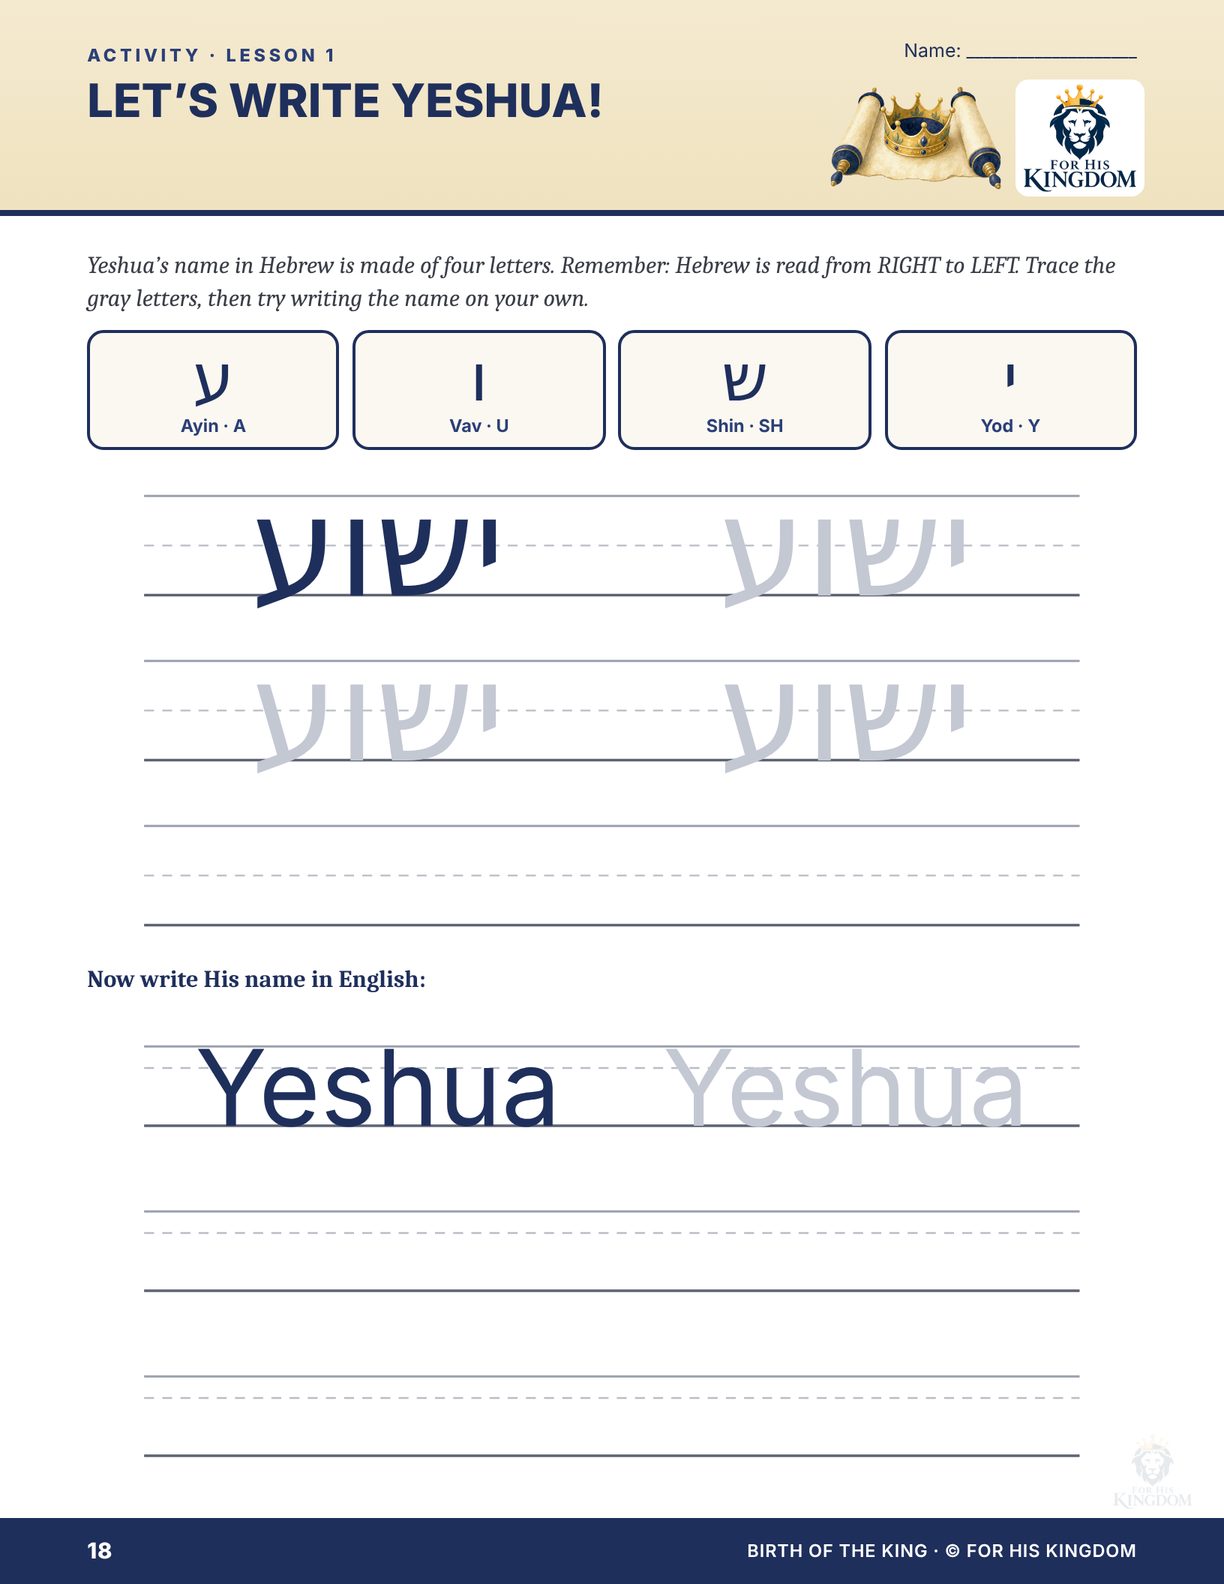 ACTIVITY · LESSON 1
Name: ____________________
LET’S WRITE YESHUA!
FOR HIS
KINGDOM
Yeshua’s name in Hebrew is made of four letters. Remember: Hebrew is read from RIGHT to LEFT. Trace the
gray letters, then try writing the name on your own.
ע ו ש י
Ayin · A Vav · U Shin · SH Yod · Y
ישוע ישוע
ישוע ישוע
Now write His name in English:
Yeshua Yeshua
FOR HIS
KINGDOM
18 BIRTH OF THE KING · © FOR HIS KINGDOM